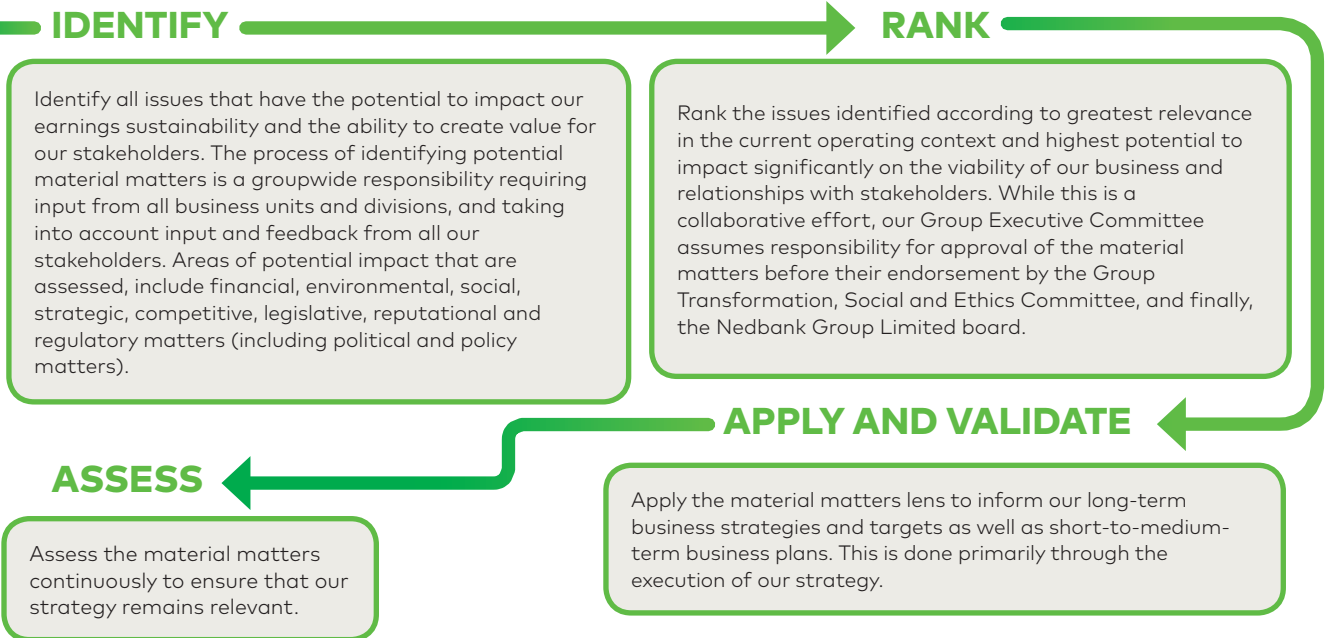 IDENTIFY
Identify all issues that have the potential to impact our
earnings sustainability and the ability to create value for
our stakeholders. The process of identifying potential
material matters is a groupwide responsibility requiring
input from all business units and divisions, and taking
into account input and feedback from all our
stakeholders. Areas of potential impact that are
assessed, include financial, environmental, social,
strategic, competitive, legislative, reputational and
regulatory matters (including political and policy
matters).
RANK
Rank the issues identified according to greatest relevance
in the current operating context and highest potential to
impact significantly on the viability of our business and
relationships with stakeholders. While this is a
collaborative effort, our Group Executive Committee
assumes responsibility for approval of the material
matters before their endorsement by the Group
Transformation, Social and Ethics Committee, and finally,
the Nedbank Group Limited board.
APPLY AND VALIDATE
Apply the material matters lens to inform our long-term
business strategies and targets as well as short-to-medium-
term business plans. This is done primarily through the
execution of our strategy.
ASSESS
Assess the material matters
continuously to ensure that our
strategy remains relevant.